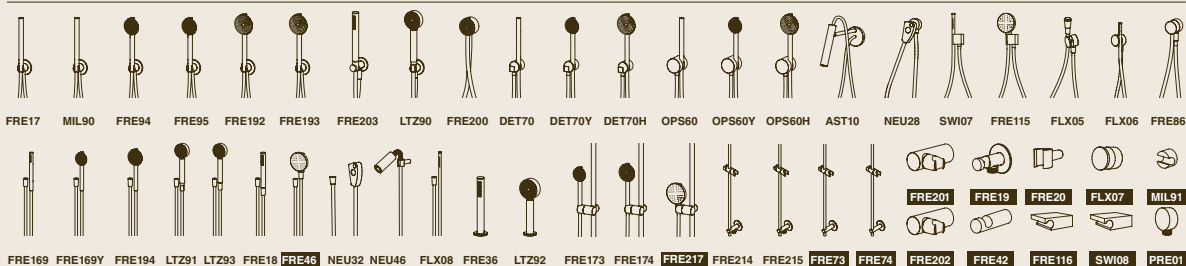 FRE17 MIL90 FRE94 FRE95 FRE192 FRE193 FRE203 LTZ90 FRE200 DET70 DET70Y DET70H OPS60 OPS60Y OPS60H AST10 NEU28 SWI07 FRE115 FLX05 FLX06 FRE86
FRE201 FRE19 FRE20 FLX07 MIL91
FRE169 FRE169Y FRE194 LTZ91 LTZ93 FRE18 FRE46 NEU32 NEU46 FLX08 FRE36 LTZ92 FRE173 FRE174 FRE217 FRE214 FRE215 FRE73 FRE74 FRE202 FRE42 FRE116 SWI08 PRE01